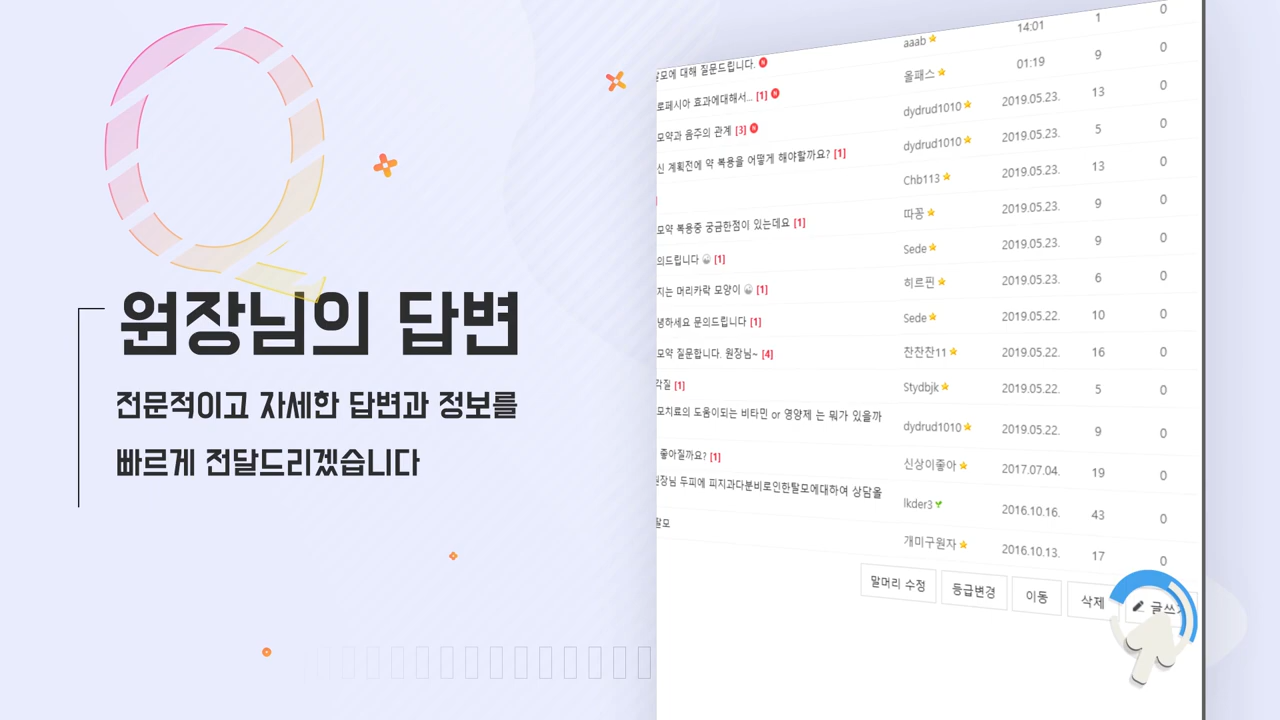 Q
원장님의 답변
전문적이고 자세한 답변과 정보를
빠르게 전달드리겠습니다
14:01 1 0
탈모에 대해 질문드립니다. aaab
로페시아 효과에대해서... [1] 올패스 01:19 9 0
모약과 음주의 관계 [3] dydrud1010 2019.05.23. 13 0
신 계획전에 약 복용을 어떻게 해야할까요? [1] dydrud1010 2019.05.23. 5 0
Chb113 2019.05.23. 13 0
모약 복용중 궁금한점이 있는데요 [1] 따꽁 2019.05.23. 9 0
의드립니다 [1] Sede 2019.05.23. 9 0
지는 머리카락 모양이 [1] 히르핀 2019.05.23. 6 0
녕하세요 문의드립니다 [1] Sede 2019.05.22. 10 0
모약 질문합니다. 원장님~ [4] 찬찬찬11 2019.05.22. 16 0
각질 [1] Stydbjk 2019.05.22. 5 0
모치료의 도움이되는 비타민 or 영양제 는 뭐가 있을까 dydrud1010 2019.05.22. 9 0
좋아질까요? [1] 신상이좋아 2017.07.04. 19 0
원장님 두피에 피지과다분비로인한탈모에대하여 상담을 lkder3 2016.10.16. 43 0
탈모 개미구원자 2016.10.13. 17 0
말머리 수정 등급변경 이동 삭제 글쓰